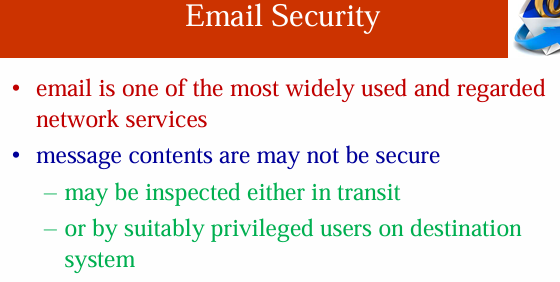 Email Security
• email is one of the most widely used and regarded
network services
• message contents are may not be secure
– may be inspected either in transit
– or by suitably privileged users on destination
system